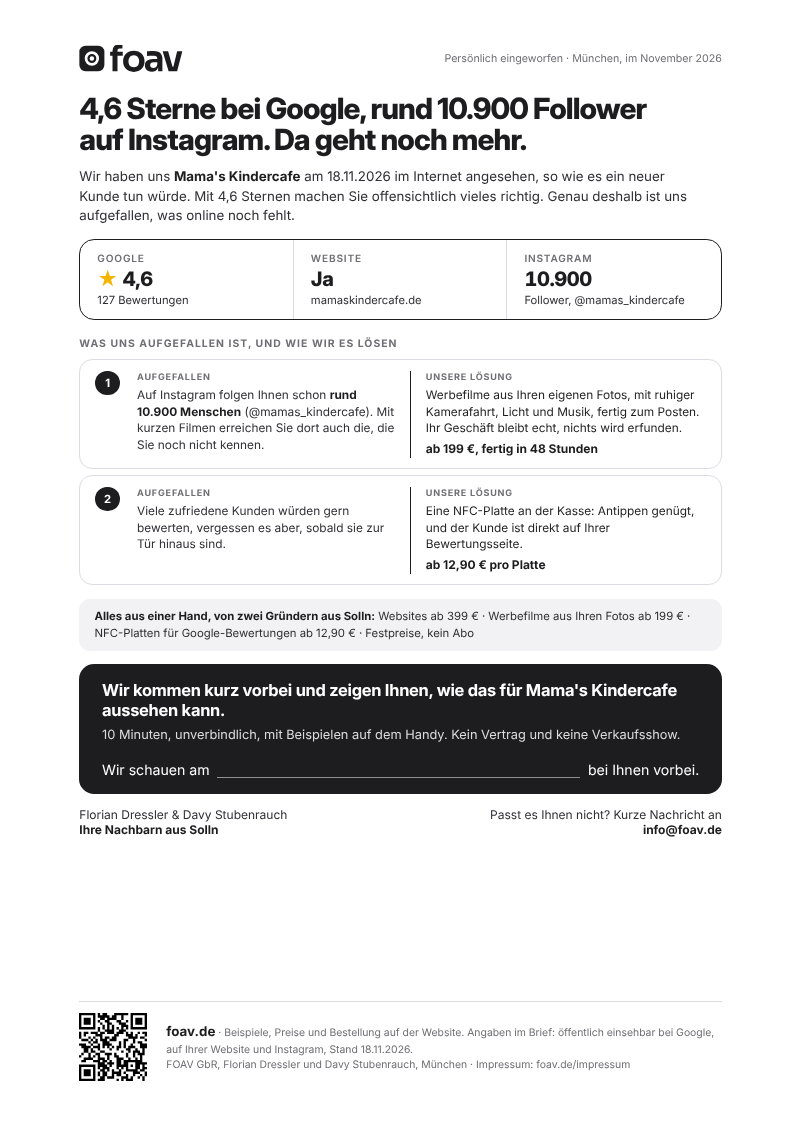 foav
Persönlich eingeworfen · München, im November 2026
4,6 Sterne bei Google, rund 10.900 Follower
auf Instagram. Da geht noch mehr.
Wir haben uns Mama's Kindercafe am 18.11.2026 im Internet angesehen, so wie es ein neuer
Kunde tun würde. Mit 4,6 Sternen machen Sie offensichtlich vieles richtig. Genau deshalb ist uns
aufgefallen, was online noch fehlt.
GOOGLE
★ 4,6
127 Bewertungen
WEBSITE
Ja
mamaskindercafe.de
INSTAGRAM
10.900
Follower, @mamas_kindercafe
WAS UNS AUFGEFALLEN IST, UND WIE WIR ES LÖSEN
1
AUFGEFALLEN
Auf Instagram folgen Ihnen schon rund
10.900 Menschen (@mamas_kindercafe). Mit
kurzen Filmen erreichen Sie dort auch die, die
Sie noch nicht kennen.
UNSERE LÖSUNG
Werbefilme aus Ihren eigenen Fotos, mit ruhiger
Kamerafahrt, Licht und Musik, fertig zum Posten.
Ihr Geschäft bleibt echt, nichts wird erfunden.
ab 199 €, fertig in 48 Stunden
2
AUFGEFALLEN
Viele zufriedene Kunden würden gern
bewerten, vergessen es aber, sobald sie zur
Tür hinaus sind.
UNSERE LÖSUNG
Eine NFC-Platte an der Kasse: Antippen genügt,
und der Kunde ist direkt auf Ihrer
Bewertungsseite.
ab 12,90 € pro Platte
Alles aus einer Hand, von zwei Gründern aus Solln: Websites ab 399 € · Werbefilme aus Ihren Fotos ab 199 € ·
NFC-Platten für Google-Bewertungen ab 12,90 € · Festpreise, kein Abo
Wir kommen kurz vorbei und zeigen Ihnen, wie das für Mama's Kindercafe
aussehen kann.
10 Minuten, unverbindlich, mit Beispielen auf dem Handy. Kein Vertrag und keine Verkaufsshow.
Wir schauen am ____ bei Ihnen vorbei.
Florian Dressler & Davy Stubenrauch
Ihre Nachbarn aus Solln
Passt es Ihnen nicht? Kurze Nachricht an
info@foav.de
foav.de · Beispiele, Preise und Bestellung auf der Website. Angaben im Brief: öffentlich einsehbar bei Google,
auf Ihrer Website und Instagram, Stand 18.11.2026.
FOAV GbR, Florian Dressler und Davy Stubenrauch, München · Impressum: foav.de/impressum